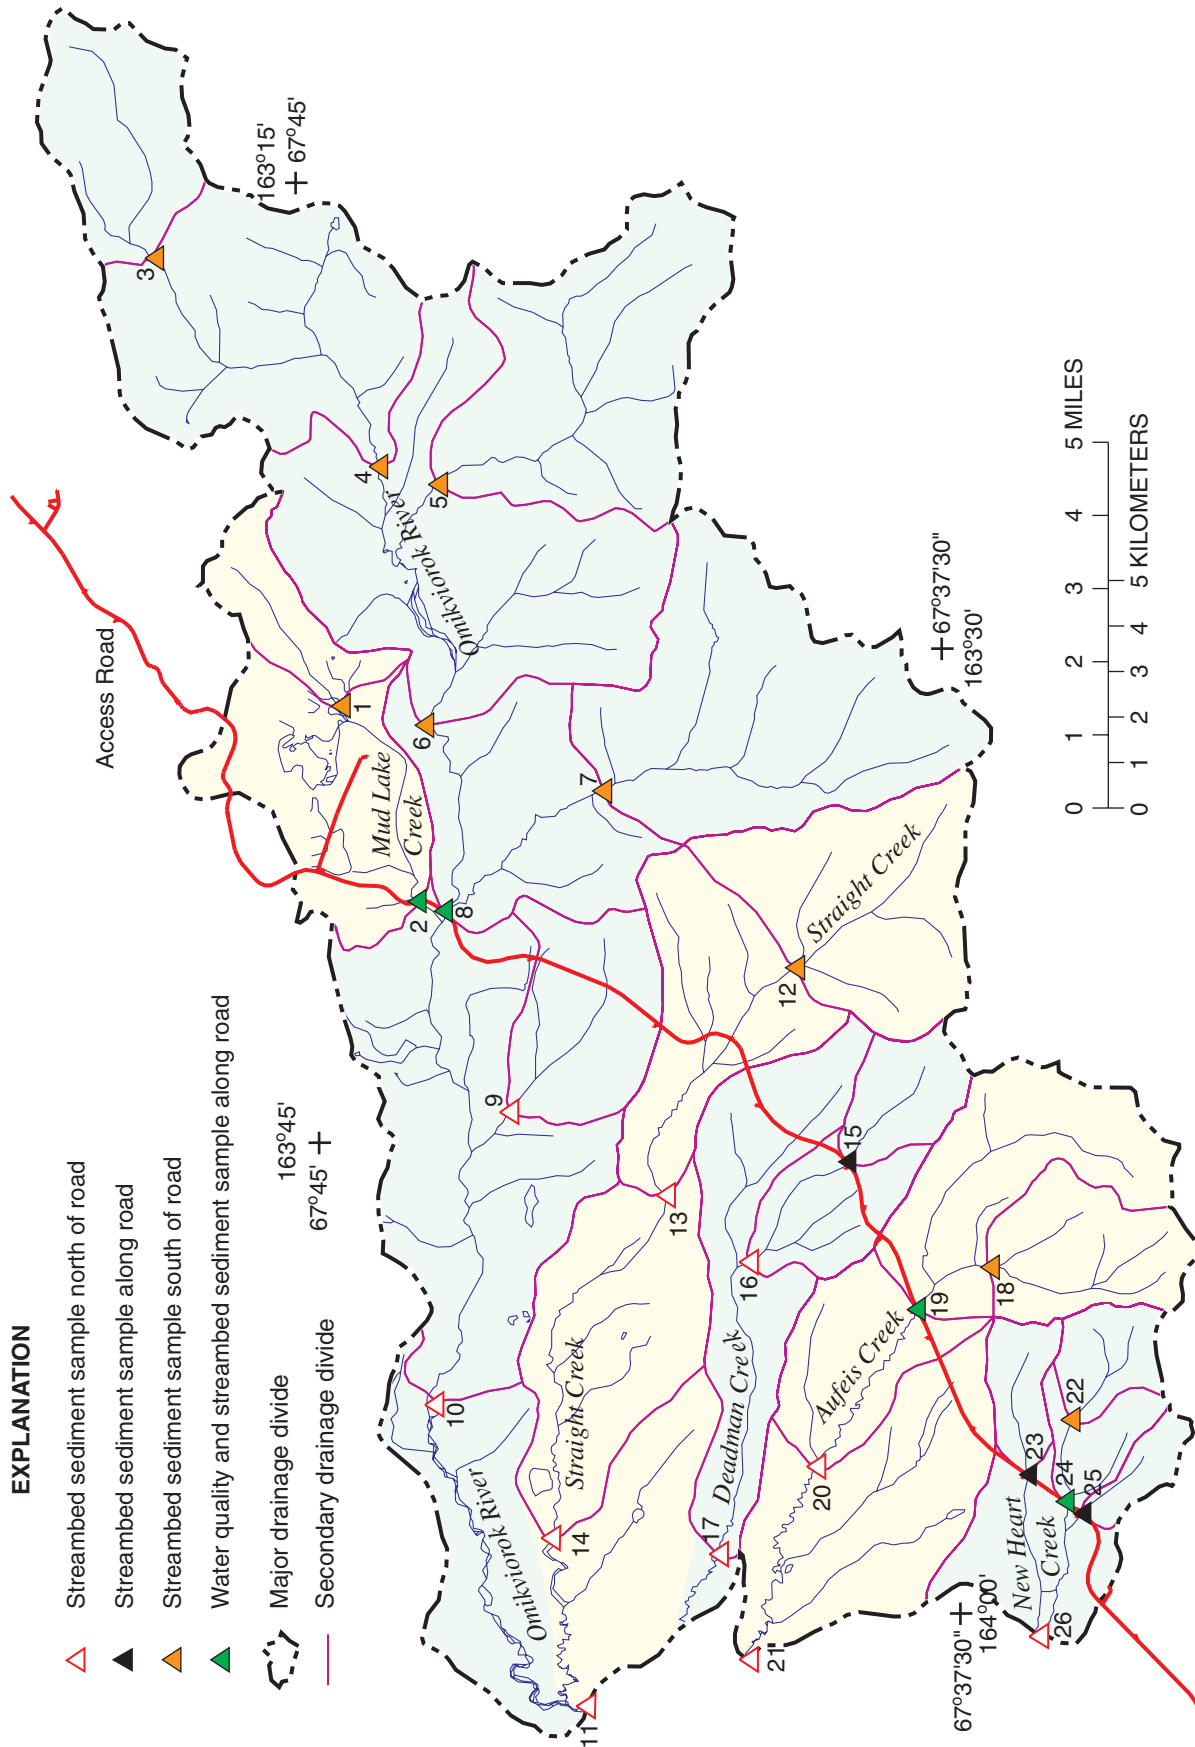 EXPLANATION
Streambed sediment sample north of road
Streambed sediment sample along road
Streambed sediment sample south of road
Water quality and streambed sediment sample along road
Major drainage divide
Secondary drainage divide
Access Road
163°15'
67°45'
163°45'
67°45'
67°37'30"
163°30'
67°37'30"
164°00'
Mud Lake
Creek
Omikviorok River
Omikviorok River
Straight Creek
Straight Creek
Deadman Creek
Aufeis Creek
New Heart
Creek
1
2
3
4
5
6
7
8
9
10
11
12
13
14
15
16
17
18
19
20
21
22
23
24
25
26
0 1 2 3 4 5 MILES
0 1 2 3 4 5 KILOMETERS